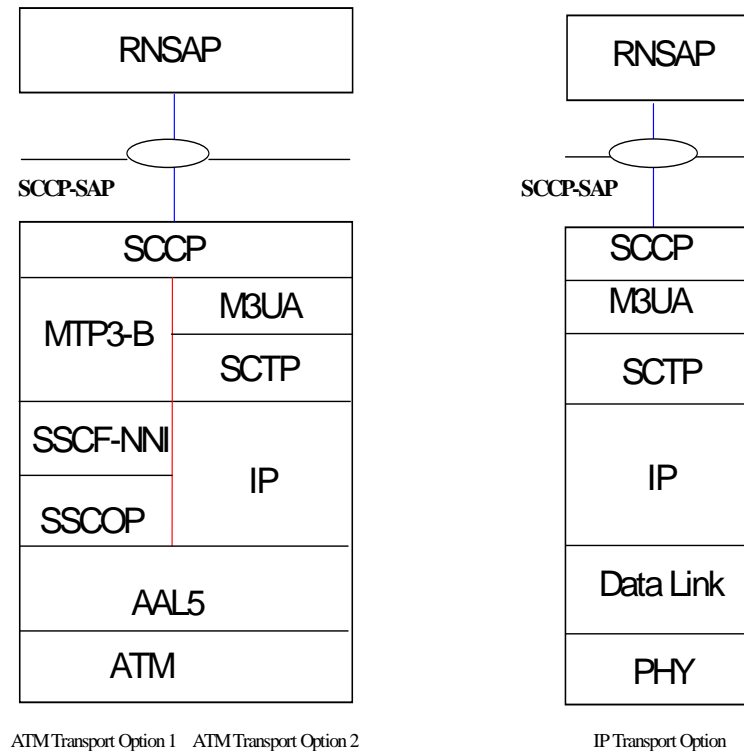 RNSAP
SCCP-SAP
SCCP
MTP3-B
M3UA
SCTP
SSCF-NNI
SSCOP
IP
AAL5
ATM
ATM Transport Option 1
ATM Transport Option 2
RNSAP
SCCP-SAP
SCCP
M3UA
SCTP
IP
Data Link
PHY
IP Transport Option